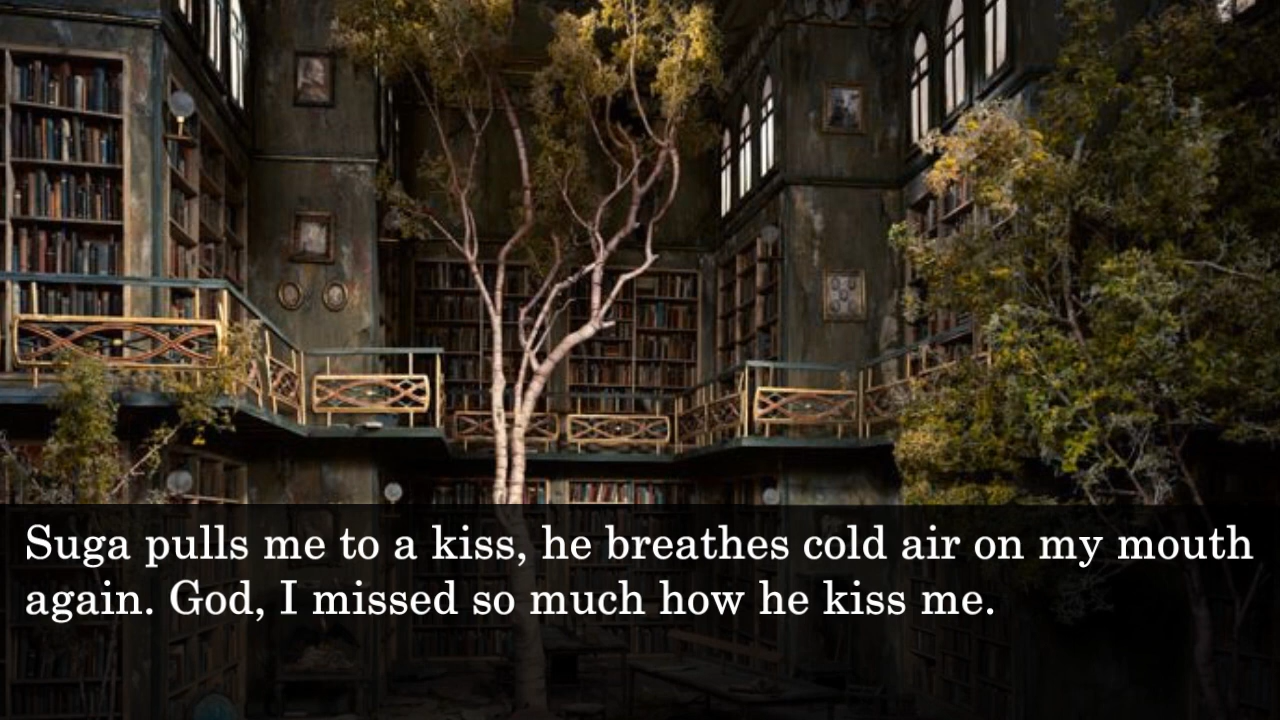 Suga pulls me to a kiss, he breathes cold air on my mouth
again. God, I missed so much how he kiss me.